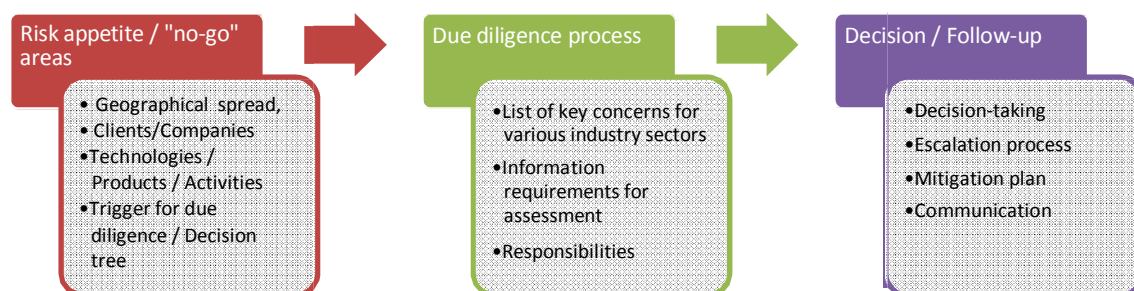 Risk appetite / "no-go"
areas
• Geographical spread,
• Clients/Companies
•Technologies /
Products / Activities
•Trigger for due
diligence / Decision
tree
Due diligence process
•List of key concerns for
various industry sectors
•Information
requirements for
assessment
•Responsibilities
Decision / Follow-up
•Decision-taking
•Escalation process
•Mitigation plan
•Communication